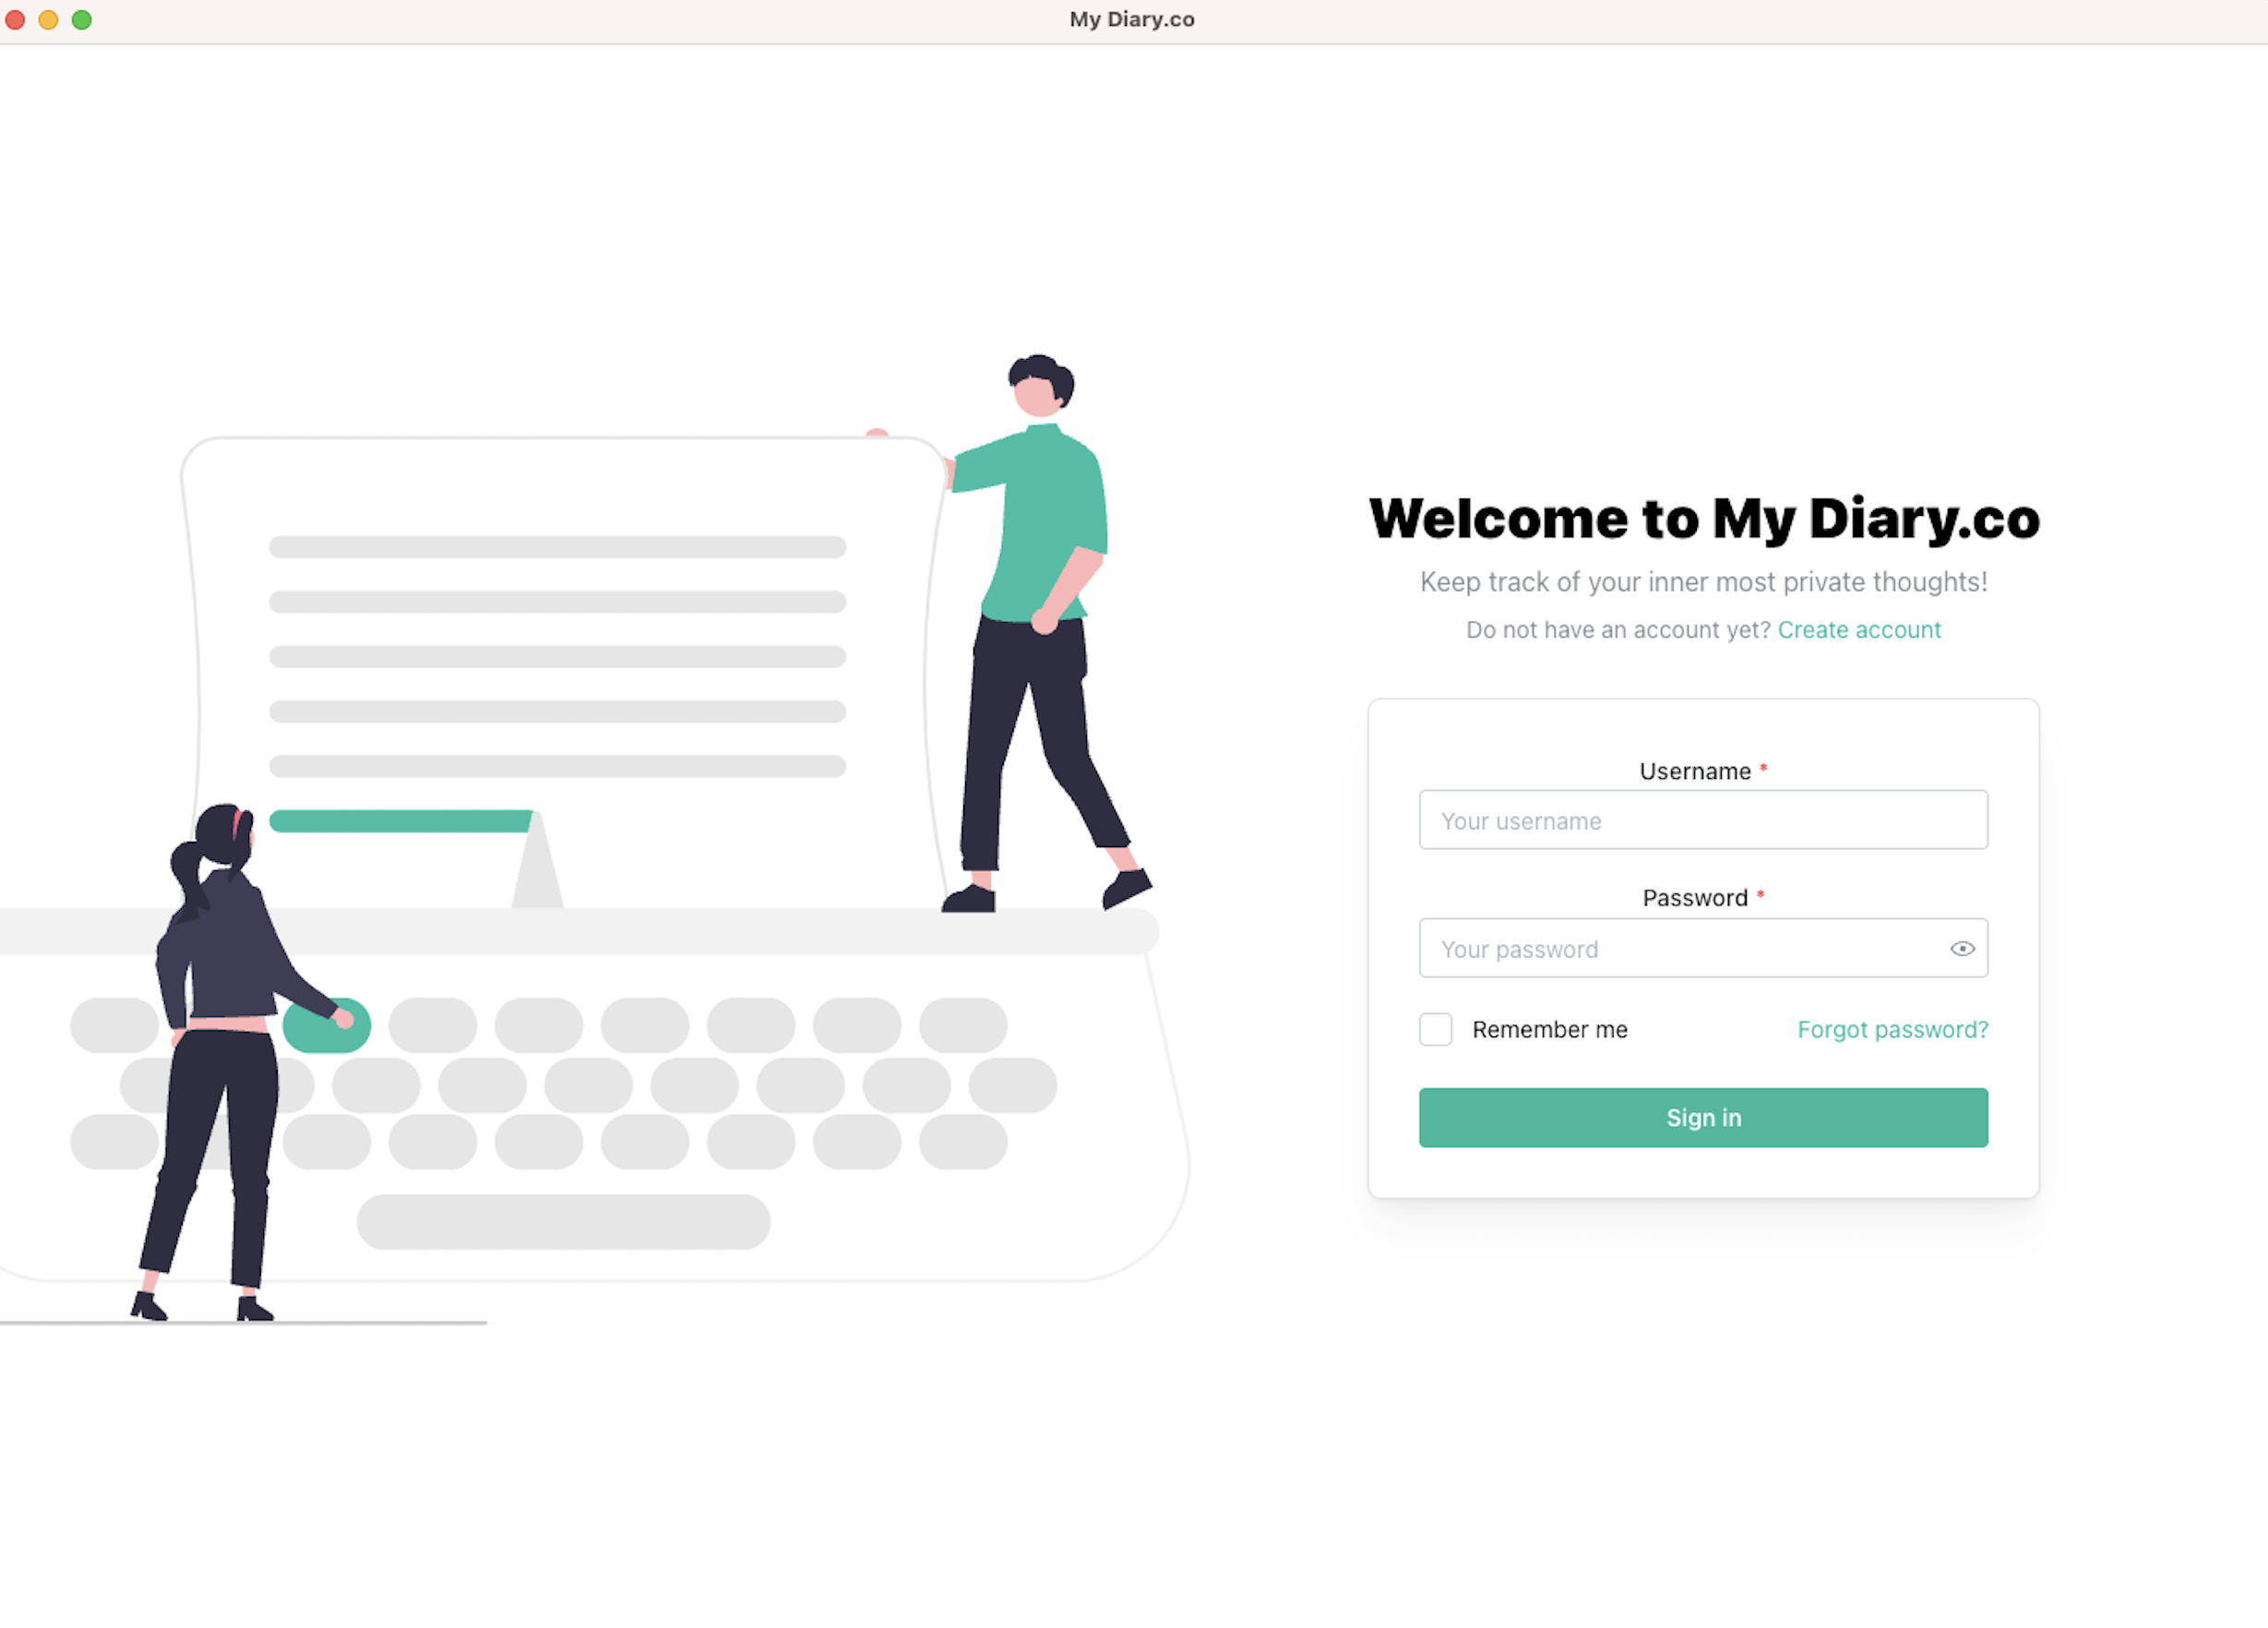 My Diary.co
Welcome to My Diary.co
Keep track of your inner most private thoughts!
Do not have an account yet? Create account
Username *
Your username
Password *
Your password
Remember me
Forgot password?
Sign in